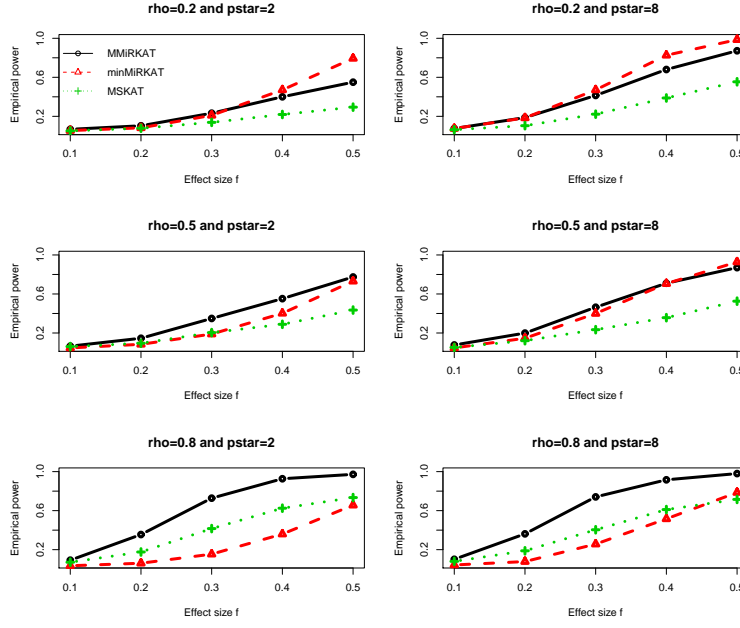 rho=0.2 and pstar=2
Empirical power
1.0
0.6
0.2
MMiRKAT
minMiRKAT
MSKAT
0.1 0.2 0.3 0.4 0.5
Effect size f
rho=0.2 and pstar=8
Empirical power
1.0
0.6
0.2
0.1 0.2 0.3 0.4 0.5
Effect size f
rho=0.5 and pstar=2
Empirical power
1.0
0.6
0.2
0.1 0.2 0.3 0.4 0.5
Effect size f
rho=0.5 and pstar=8
Empirical power
1.0
0.6
0.2
0.1 0.2 0.3 0.4 0.5
Effect size f
rho=0.8 and pstar=2
Empirical power
1.0
0.6
0.2
0.1 0.2 0.3 0.4 0.5
Effect size f
rho=0.8 and pstar=8
Empirical power
1.0
0.6
0.2
0.1 0.2 0.3 0.4 0.5
Effect size f